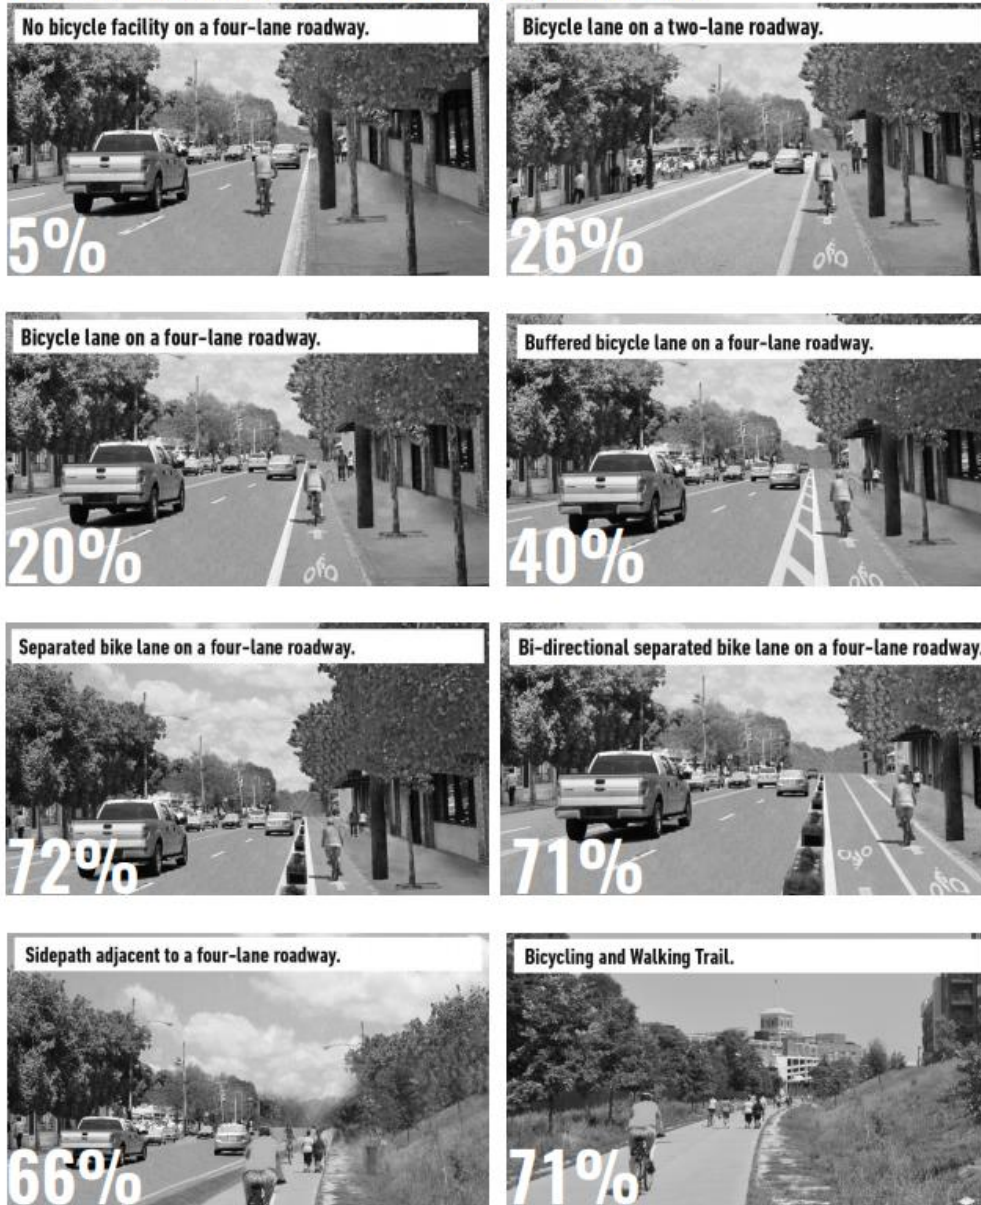 No bicycle facility on a four-lane roadway.
5%
Bicycle lane on a two-lane roadway.
26%
Bicycle lane on a four-lane roadway.
20%
Buffered bicycle lane on a four-lane roadway.
40%
Separated bike lane on a four-lane roadway.
72%
Bi-directional separated bike lane on a four-lane roadway.
71%
Sidepath adjacent to a four-lane roadway.
66%
Bicycling and Walking Trail.
71%